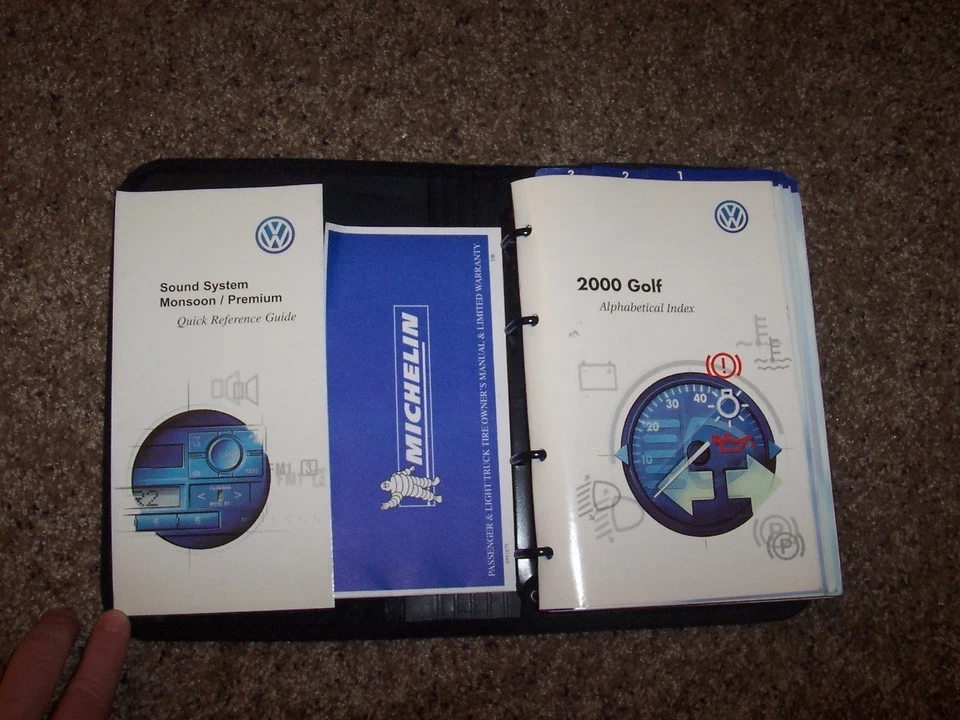 Sound System
Monsoon / Premium
Quick Reference Guide
MICHELIN
PASSENGER & LIGHT TRUCK TIRE OWNER'S MANUAL & LIMITED WARRANTY
3 2 1
2000 Golf
Alphabetical Index
10
20
30
40